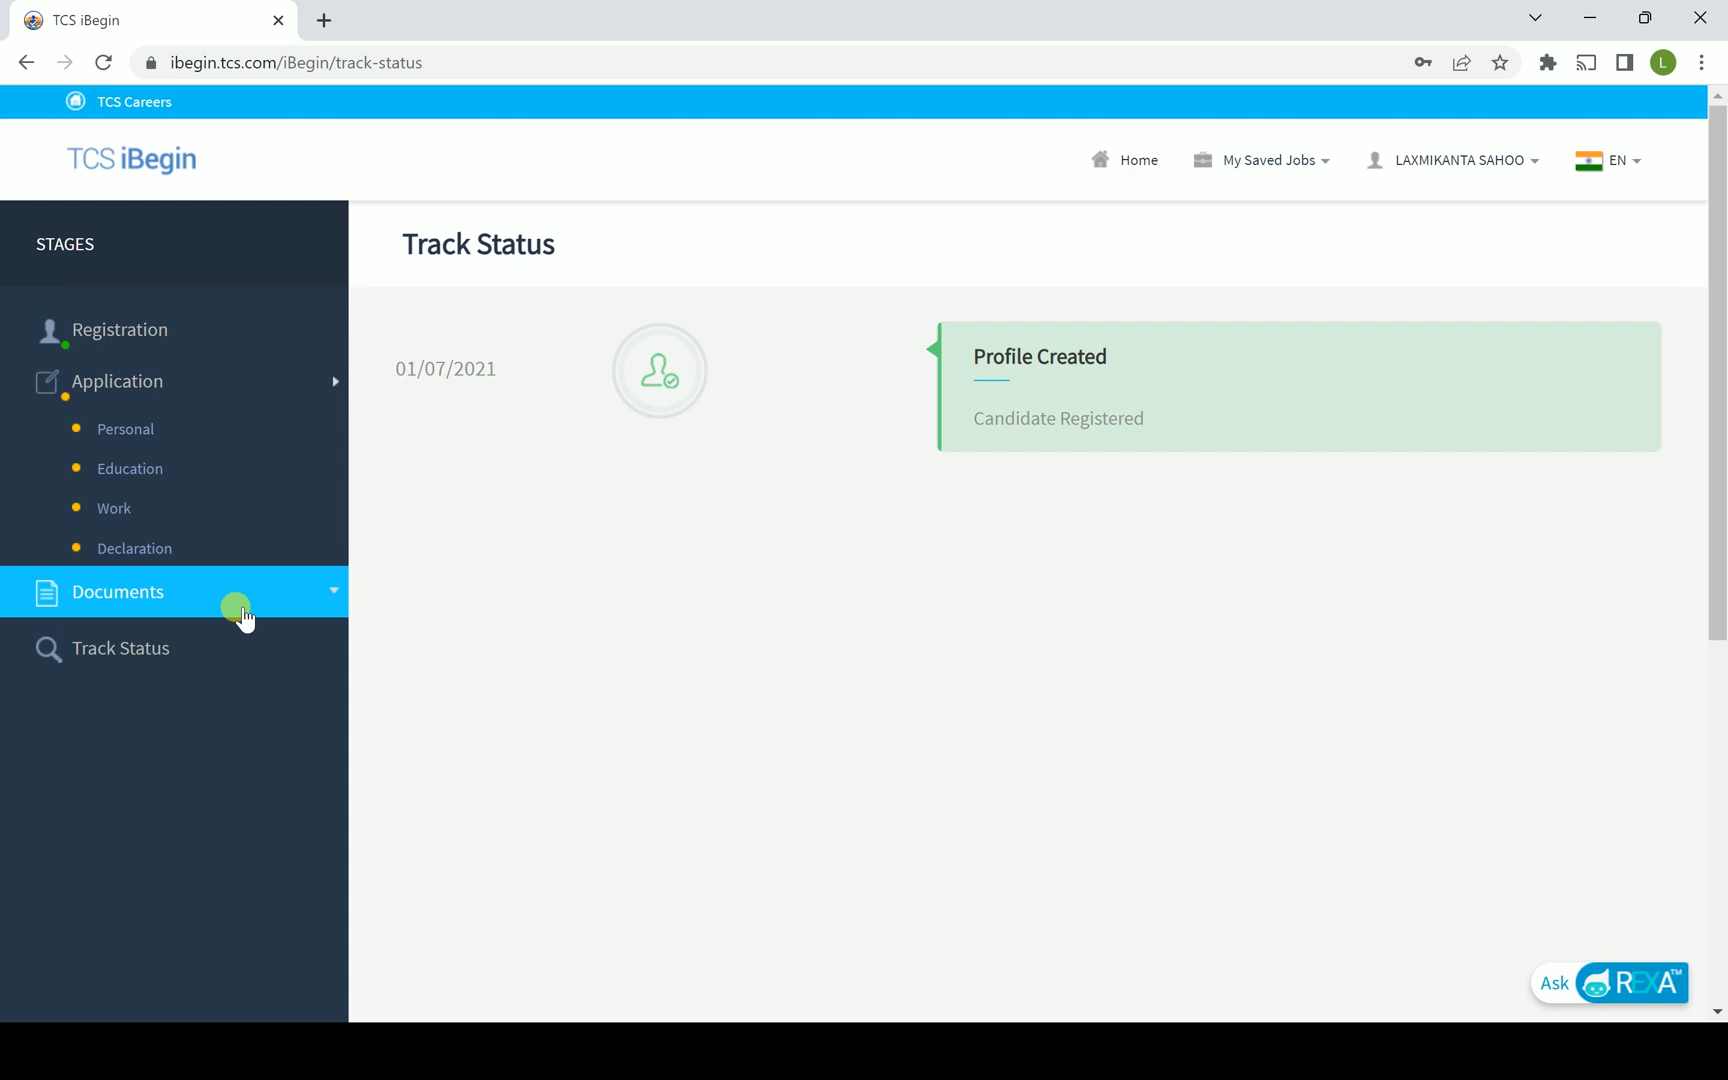 TCS iBegin
ibegin.tcs.com/iBegin/track-status
L
TCS Careers
TCS iBegin
Home
My Saved Jobs
LAXMIKANTA SAHOO
EN
STAGES
Track Status
Registration
Application
Personal
Education
Work
Declaration
Documents
Track Status
01/07/2021
Profile Created
Candidate Registered
Ask REXA™